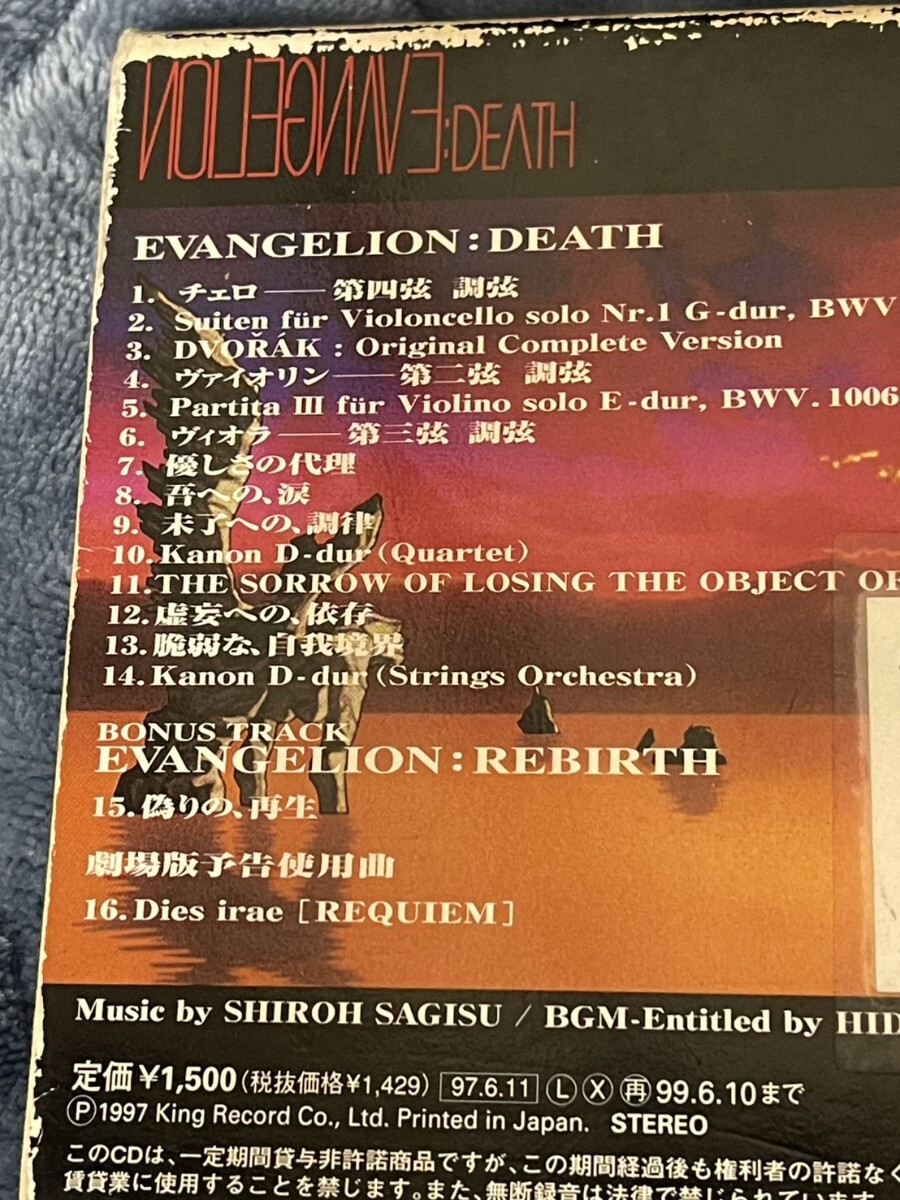 EVANGELION:DEATH
EVANGELION:DEATH
1. チェロ――第四弦 調弦
2. Suiten für Violoncello solo Nr.1 G-dur, BWV
3. DVOŘÁK : Original Complete Version
4. ヴァイオリン――第二弦 調弦
5. Partita III für Violino solo E-dur, BWV. 1006
6. ヴィオラ――第三弦 調弦
7. 優しさの代理
8. 吾への、涙
9. 未了への、調律
10. Kanon D-dur (Quartet)
11. THE SORROW OF LOSING THE OBJECT OF
12. 虚妄への、依存
13. 脆弱な、自我境界
14. Kanon D-dur (Strings Orchestra)
BONUS TRACK
EVANGELION:REBIRTH
15. 偽りの、再生
劇場版予告使用曲
16. Dies irae [REQUIEM]
Music by SHIROH SAGISU / BGM-Entitled by HID
定価¥1,500(税抜価格¥1,429) 97.6.11 Ⓛ Ⓧ ㊢ 99.6.10まで
Ⓟ1997 King Record Co., Ltd. Printed in Japan. STEREO
このCDは、一定期間貸与非許諾商品ですが、この期間経過後も権利者の許諾なく
賃貸業に使用することを禁じます。また、無断録音は法律で禁じられて